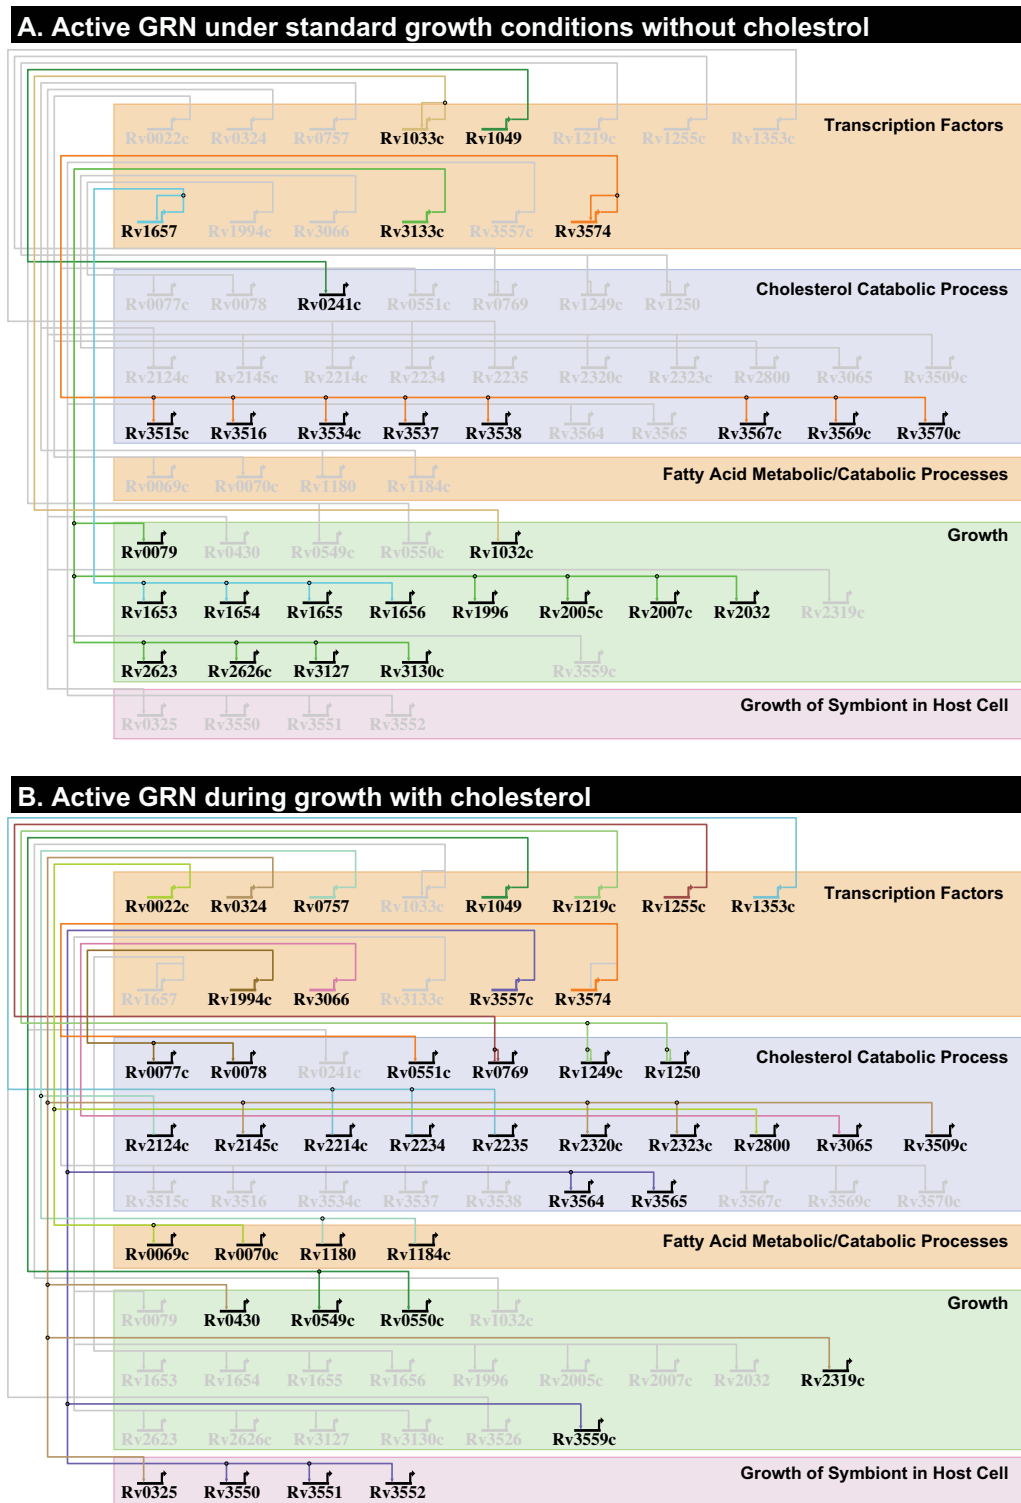 A. Active GRN under standard growth conditions without cholestrol
Transcription Factors
Rv0022c Rv0324 Rv0757 Rv1033c Rv1049 Rv1219c Rv1255c Rv1353c
Rv1657 Rv1994c Rv3066 Rv3133c Rv3557c Rv3574
Cholesterol Catabolic Process
Rv0077c Rv0078 Rv0241c Rv0551c Rv0769 Rv1249c Rv1250
Rv2124c Rv2145c Rv2214c Rv2234 Rv2235 Rv2320c Rv2323c Rv2800 Rv3065 Rv3509c
Rv3515c Rv3516 Rv3534c Rv3537 Rv3538 Rv3564 Rv3565 Rv3567c Rv3569c Rv3570c
Fatty Acid Metabolic/Catabolic Processes
Rv0069c Rv0070c Rv1180 Rv1184c
Growth
Rv0079 Rv0430 Rv0549c Rv0550c Rv1032c
Rv1653 Rv1654 Rv1655 Rv1656 Rv1996 Rv2005c Rv2007c Rv2032 Rv2319c
Rv2623 Rv2626c Rv3127 Rv3130c Rv3559c
Growth of Symbiont in Host Cell
Rv0325 Rv3550 Rv3551 Rv3552
B. Active GRN during growth with cholesterol
Transcription Factors
Rv0022c Rv0324 Rv0757 Rv1033c Rv1049 Rv1219c Rv1255c Rv1353c
Rv1657 Rv1994c Rv3066 Rv3133c Rv3557c Rv3574
Cholesterol Catabolic Process
Rv0077c Rv0078 Rv0241c Rv0551c Rv0769 Rv1249c Rv1250
Rv2124c Rv2145c Rv2214c Rv2234 Rv2235 Rv2320c Rv2323c Rv2800 Rv3065 Rv3509c
Rv3515c Rv3516 Rv3534c Rv3537 Rv3538 Rv3564 Rv3565 Rv3567c Rv3569c Rv3570c
Fatty Acid Metabolic/Catabolic Processes
Rv0069c Rv0070c Rv1180 Rv1184c
Growth
Rv0079 Rv0430 Rv0549c Rv0550c Rv1032c
Rv1653 Rv1654 Rv1655 Rv1656 Rv1996 Rv2005c Rv2007c Rv2032 Rv2319c
Rv2623 Rv2626c Rv3127 Rv3130c Rv3526 Rv3559c
Growth of Symbiont in Host Cell
Rv0325 Rv3550 Rv3551 Rv3552